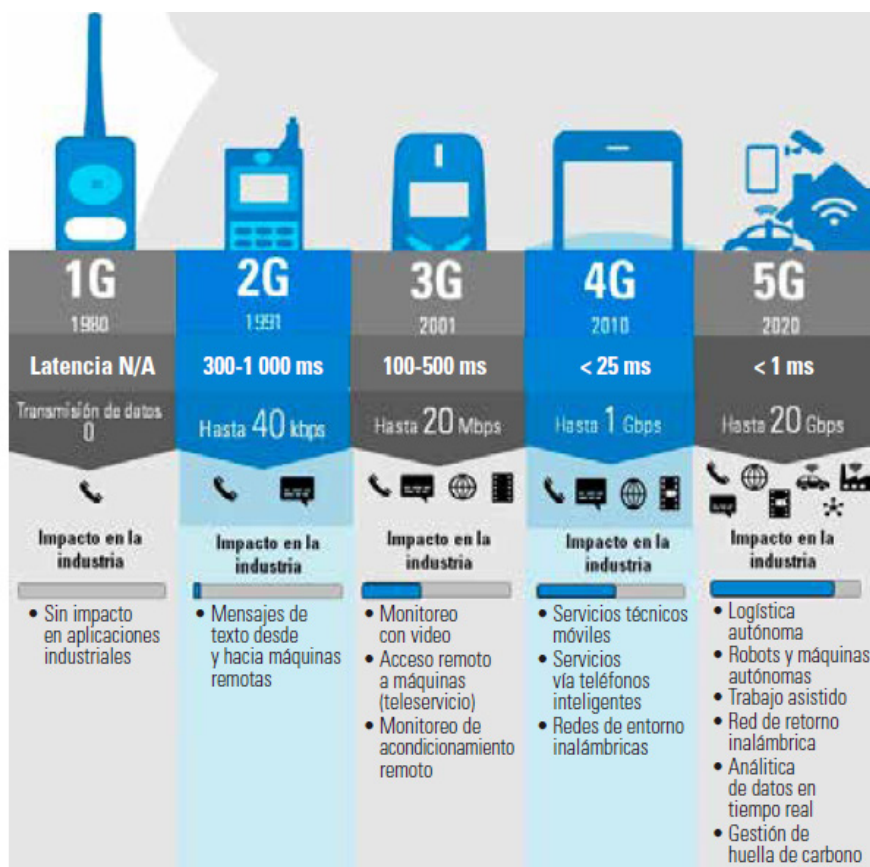 1G
1980
Latencia N/A
Transmisión de datos
0
Impacto en la
industria
• Sin impacto
en aplicaciones
industriales
2G
1991
300-1 000 ms
Hasta 40 kbps
Impacto en la
industria
• Mensajes de
texto desde
y hacia máquinas
remotas
3G
2001
100-500 ms
Hasta 20 Mbps
Impacto en la
industria
• Monitoreo
con video
• Acceso remoto
a máquinas
(teleservicio)
• Monitoreo de
acondicionamiento
remoto
4G
2010
< 25 ms
Hasta 1 Gbps
Impacto en la
industria
• Servicios técnicos
móviles
• Servicios
vía teléfonos
inteligentes
• Redes de entorno
inalámbricas
5G
2020
< 1 ms
Hasta 20 Gbps
Impacto en la
industria
• Logística
autónoma
• Robots y máquinas
autónomas
• Trabajo asistido
• Red de retorno
inalámbrica
• Análitica
de datos en
tiempo real
• Gestión de
huella de carbono